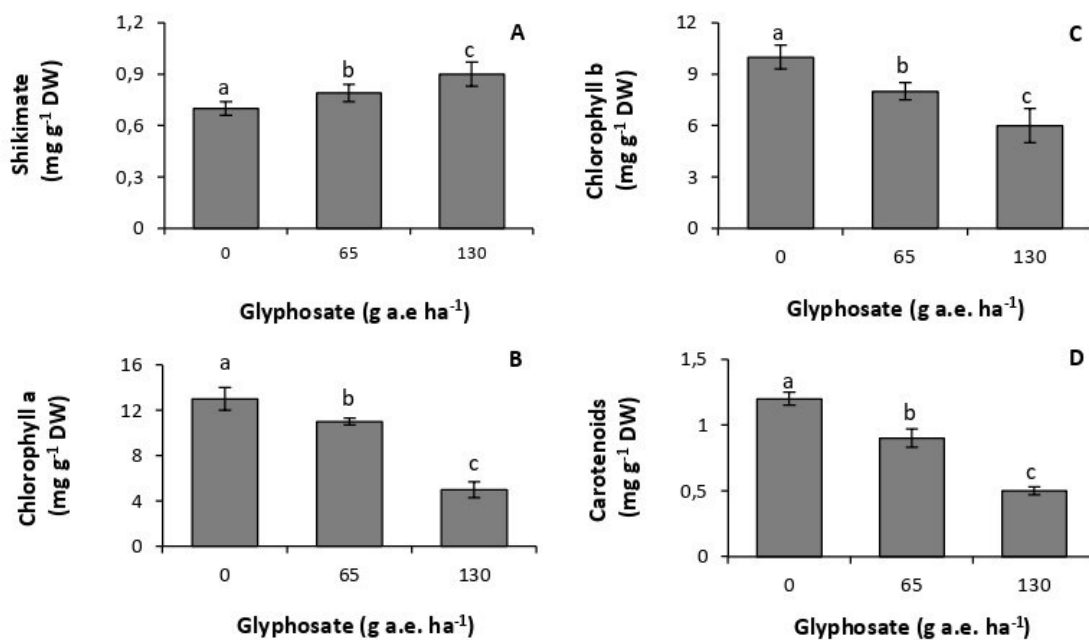 A
Shikimate
(mg g⁻¹ DW)
1,2
0,9
0,6
0,3
0
a
b
c
0 65 130
Glyphosate (g a.e ha⁻¹)
B
Chlorophyll a
(mg g⁻¹ DW)
16
12
8
4
0
a
b
c
0 65 130
Glyphosate (g a.e. ha⁻¹)
C
Chlorophyll b
(mg g⁻¹ DW)
12
9
6
3
0
a
b
c
0 65 130
Glyphosate (g a.e. ha⁻¹)
D
Carotenoids
(mg g⁻¹ DW)
1,5
1
0,5
0
a
b
c
0 65 130
Glyphosate (g a.e. ha⁻¹)